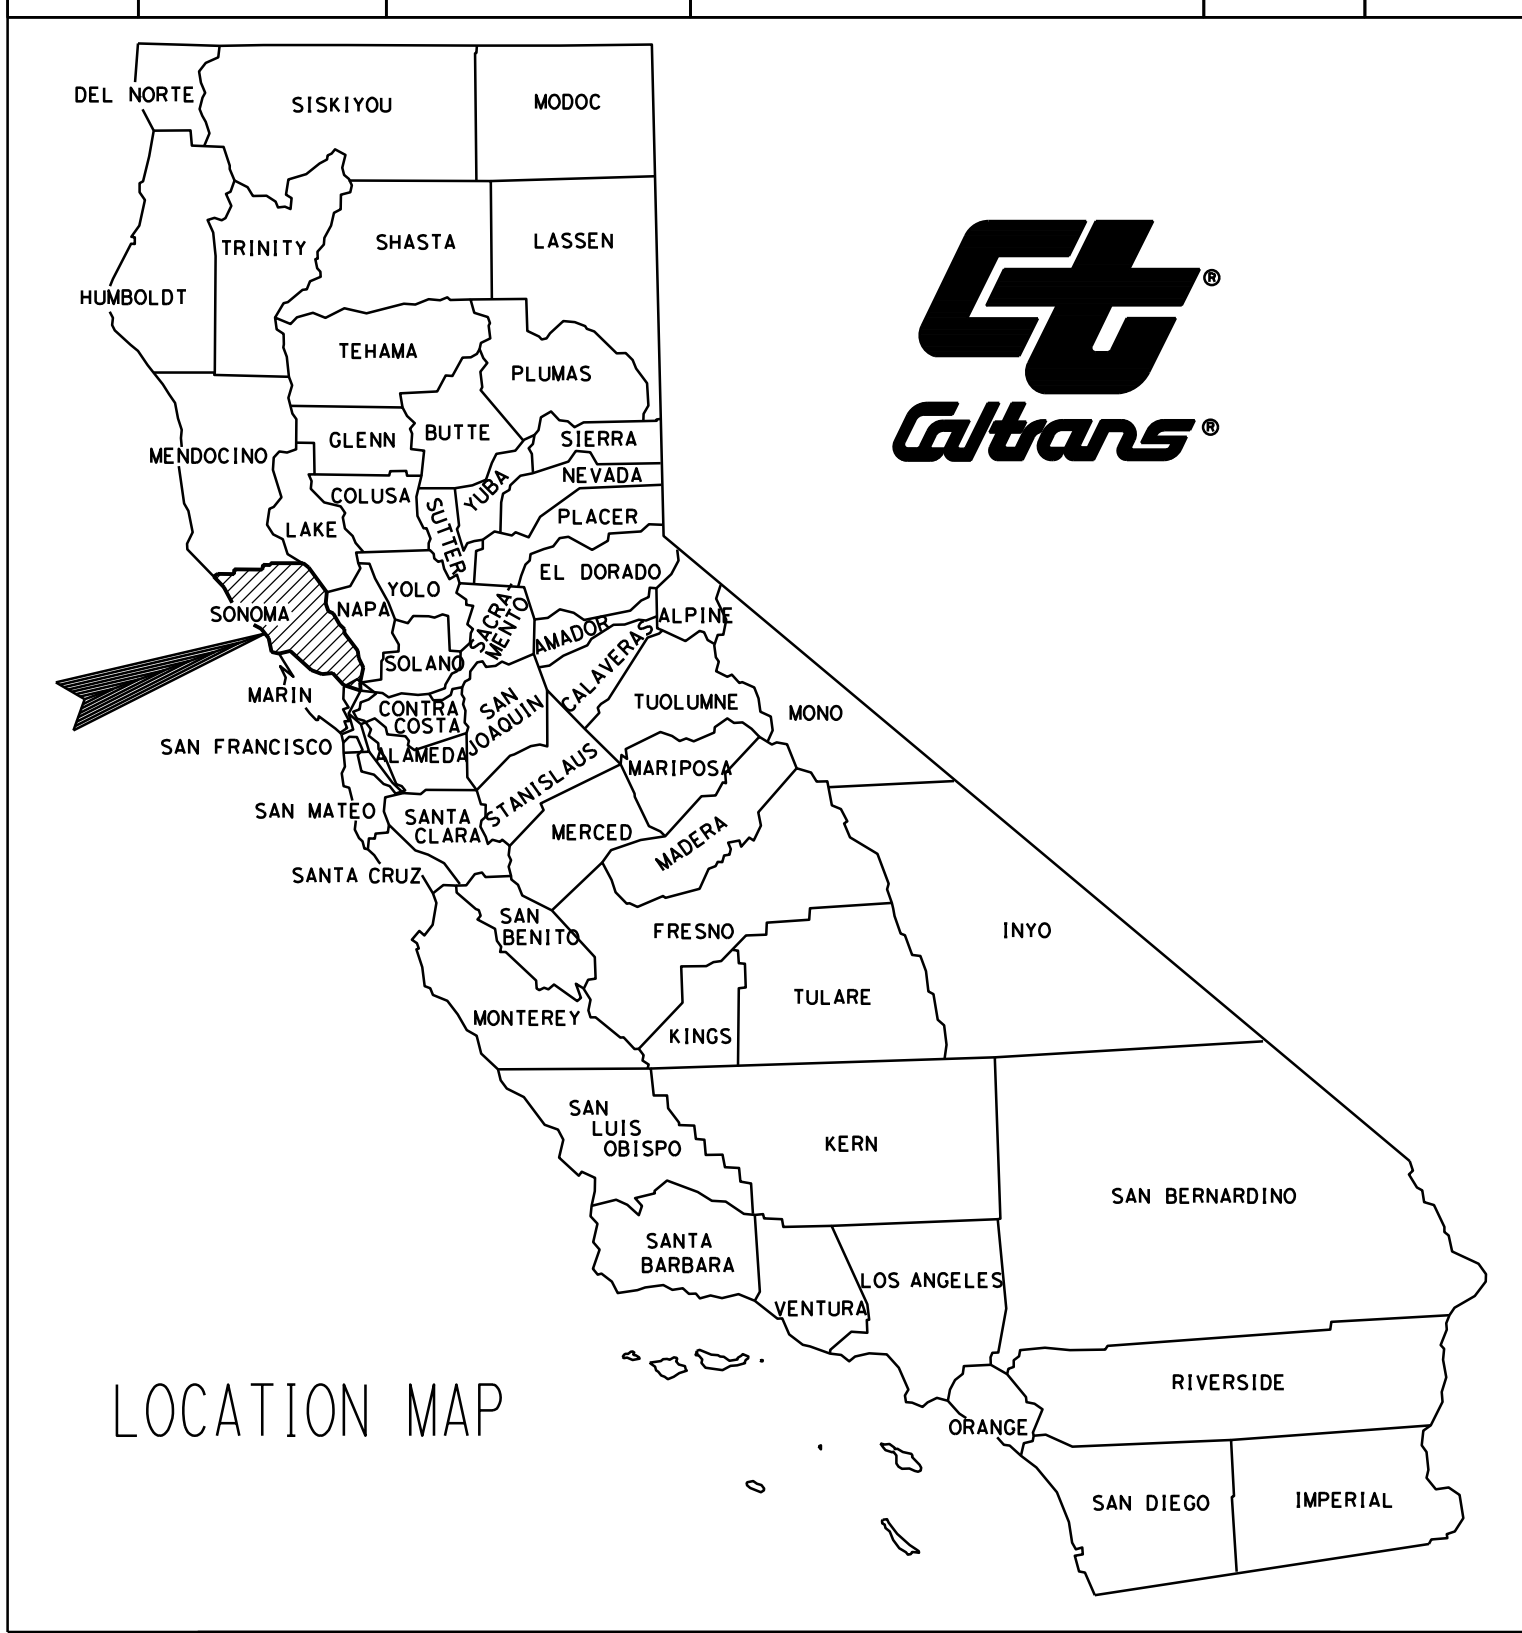 DEL NORTE
SISKIYOU
MODOC
TRINITY
SHASTA
LASSEN
HUMBOLDT
Ct®
Caltrans®
TEHAMA
PLUMAS
MENDOCINO
GLENN
BUTTE
SIERRA
NEVADA
COLUSA
SUTTER
YUBA
PLACER
LAKE
EL DORADO
YOLO
SONOMA
NAPA
SACRA-
MENTO
ALPINE
AMADOR
SOLANO
CALAVERAS
MARIN
CONTRA
COSTA
SAN
JOAQUIN
TUOLUMNE
MONO
SAN FRANCISCO
ALAMEDA
STANISLAUS
MARIPOSA
SAN MATEO
SANTA
CLARA
MERCED
MADERA
SANTA CRUZ
SAN
BENITO
FRESNO
INYO
TULARE
MONTEREY
KINGS
SAN
LUIS
OBISPO
KERN
SAN BERNARDINO
SANTA
BARBARA
LOS ANGELES
VENTURA
RIVERSIDE
ORANGE
LOCATION MAP
SAN DIEGO
IMPERIAL